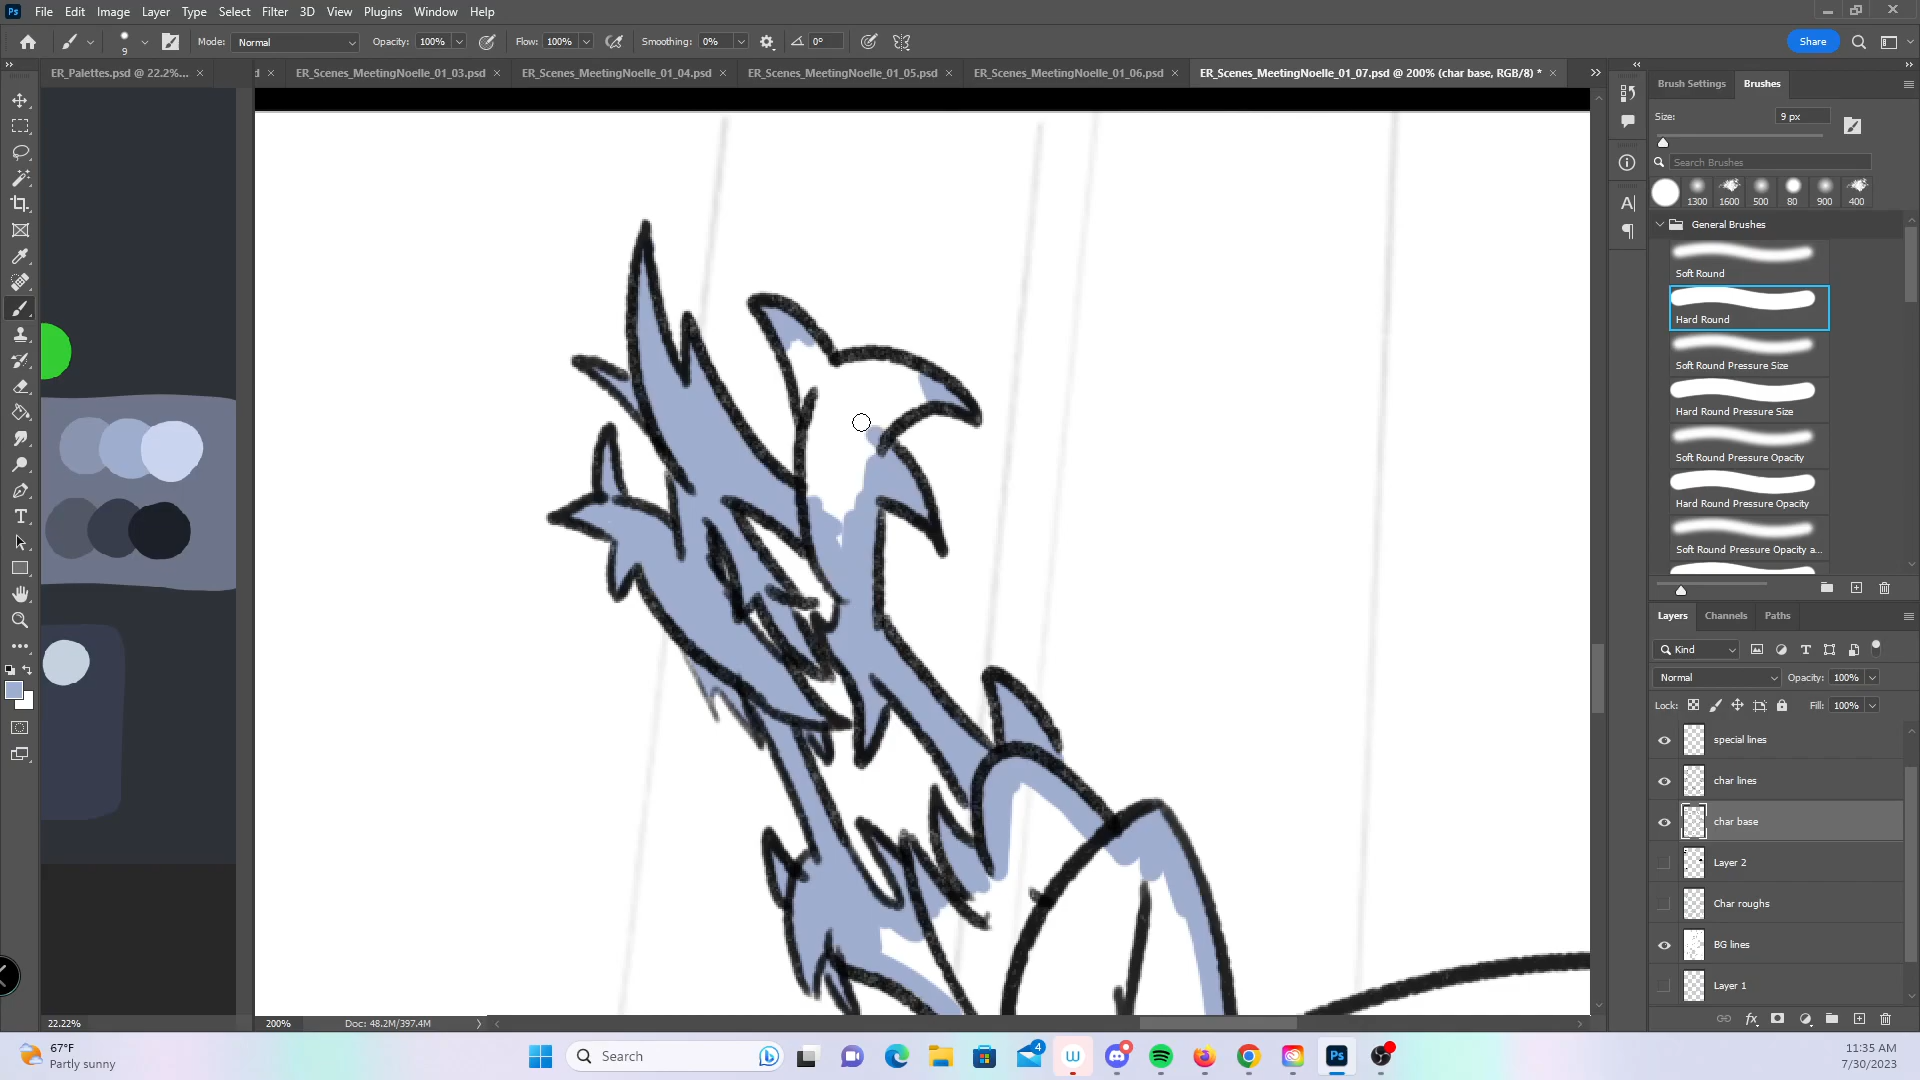 Ps File Edit Image Layer Type Select Filter 3D View Plugins Window Help
9 Mode: Normal Opacity: 100% Flow: 100% Smoothing: 0% 0° Share
ER_Palettes.psd @ 22.2%... d ER_Scenes_MeetingNoelle_01_03.psd ER_Scenes_MeetingNoelle_01_04.psd ER_Scenes_MeetingNoelle_01_05.psd ER_Scenes_MeetingNoelle_01_06.psd ER_Scenes_MeetingNoelle_01_07.psd @ 200% (char base, RGB/8) *
Brush Settings Brushes
Size: 9 px
Search Brushes
1300 1600 500 80 900 400
General Brushes
Soft Round
Hard Round
Soft Round Pressure Size
Hard Round Pressure Size
Soft Round Pressure Opacity
Hard Round Pressure Opacity
Soft Round Pressure Opacity a...
Layers Channels Paths
Kind
Normal Opacity: 100%
Lock: Fill: 100%
special lines
char lines
char base
Layer 2
Char roughs
BG lines
Layer 1
22.22% 200% Doc: 48.2M/397.4M
67°F
Partly sunny
Search
4
Ps
11:35 AM
7/30/2023